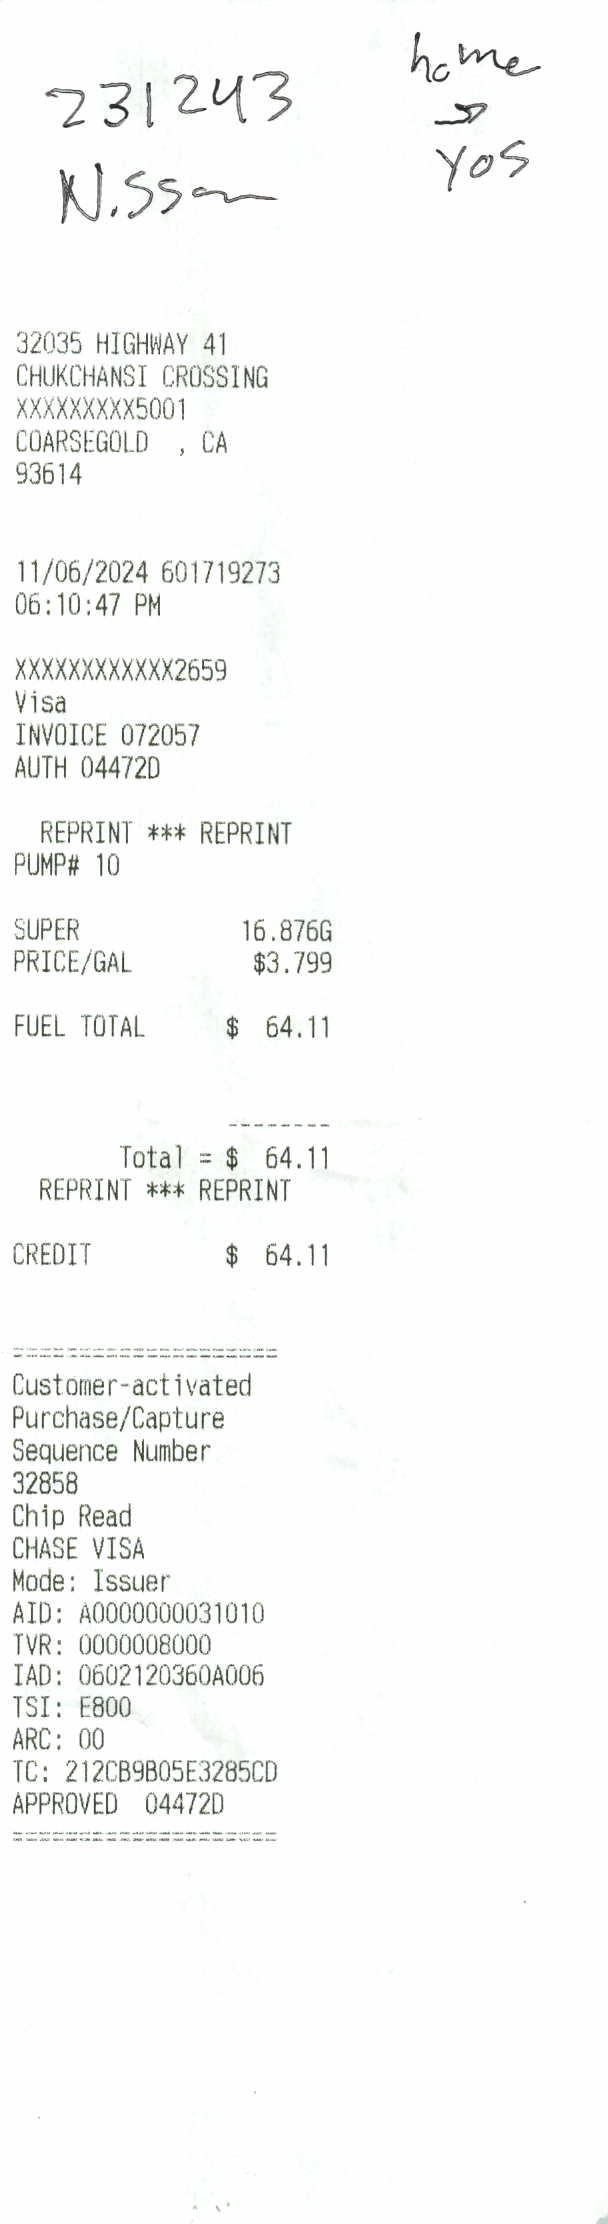 231243
Nissan
home
→
YOS
32035 HIGHWAY 41
CHUKCHANSI CROSSING
XXXXXXXXX5001
COARSEGOLD , CA
93614
11/06/2024 601719273
06:10:47 PM
XXXXXXXXXXXX2659
Visa
INVOICE 072057
AUTH 04472D
REPRINT *** REPRINT
PUMP# 10
SUPER 16.876G
PRICE/GAL $3.799
FUEL TOTAL $ 64.11
--------
Total = $ 64.11
REPRINT *** REPRINT
CREDIT $ 64.11
====================
Customer-activated
Purchase/Capture
Sequence Number
32858
Chip Read
CHASE VISA
Mode: Issuer
AID: A0000000031010
TVR: 0000008000
IAD: 0602120360A006
TSI: E800
ARC: 00
TC: 212CB9B05E3285CD
APPROVED 04472D
====================